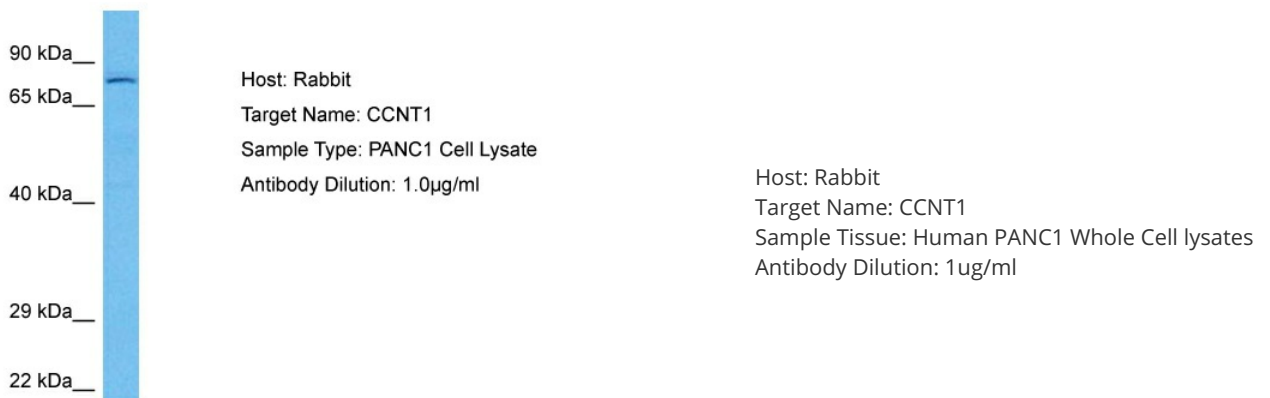 90 kDa__
65 kDa__
40 kDa__
29 kDa__
22 kDa__
Host: Rabbit
Target Name: CCNT1
Sample Type: PANC1 Cell Lysate
Antibody Dilution: 1.0µg/ml
Host: Rabbit
Target Name: CCNT1
Sample Tissue: Human PANC1 Whole Cell lysates
Antibody Dilution: 1ug/ml